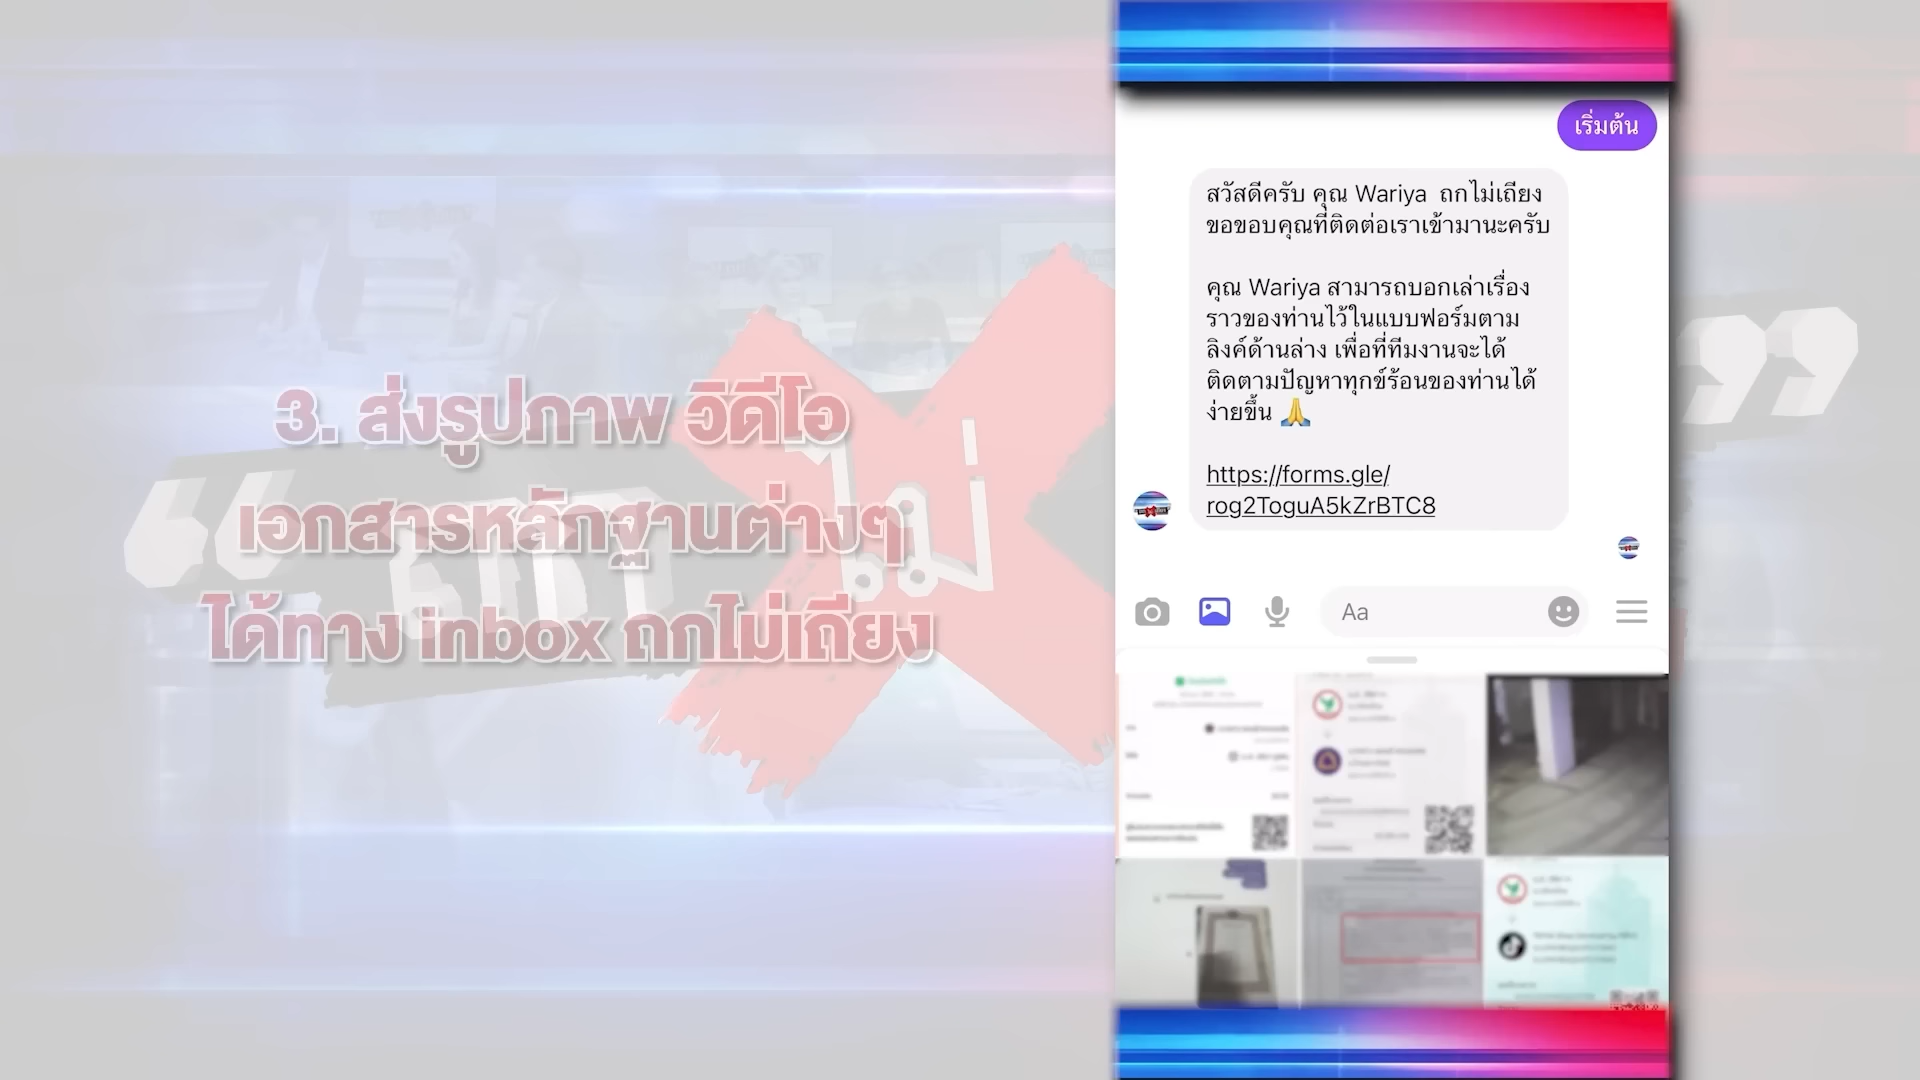 3. ส่งรูปภาพ วิดีโอ
เอกสารหลักฐานต่างๆ
ได้ทาง inbox ถกไม่เถียง
“ ถก ไม่ ”
เริ่มต้น
สวัสดีครับ คุณ Wariya ถกไม่เถียง
ขอขอบคุณที่ติดต่อเราเข้ามานะครับ
คุณ Wariya สามารถบอกเล่าเรื่อง
ราวของท่านไว้ในแบบฟอร์มตาม
ลิงค์ด้านล่าง เพื่อที่ทีมงานจะได้
ติดตามปัญหาทุกข์ร้อนของท่านได้
ง่ายขึ้น 🙏
https://forms.gle/
rog2ToguA5kZrBTC8
Aa